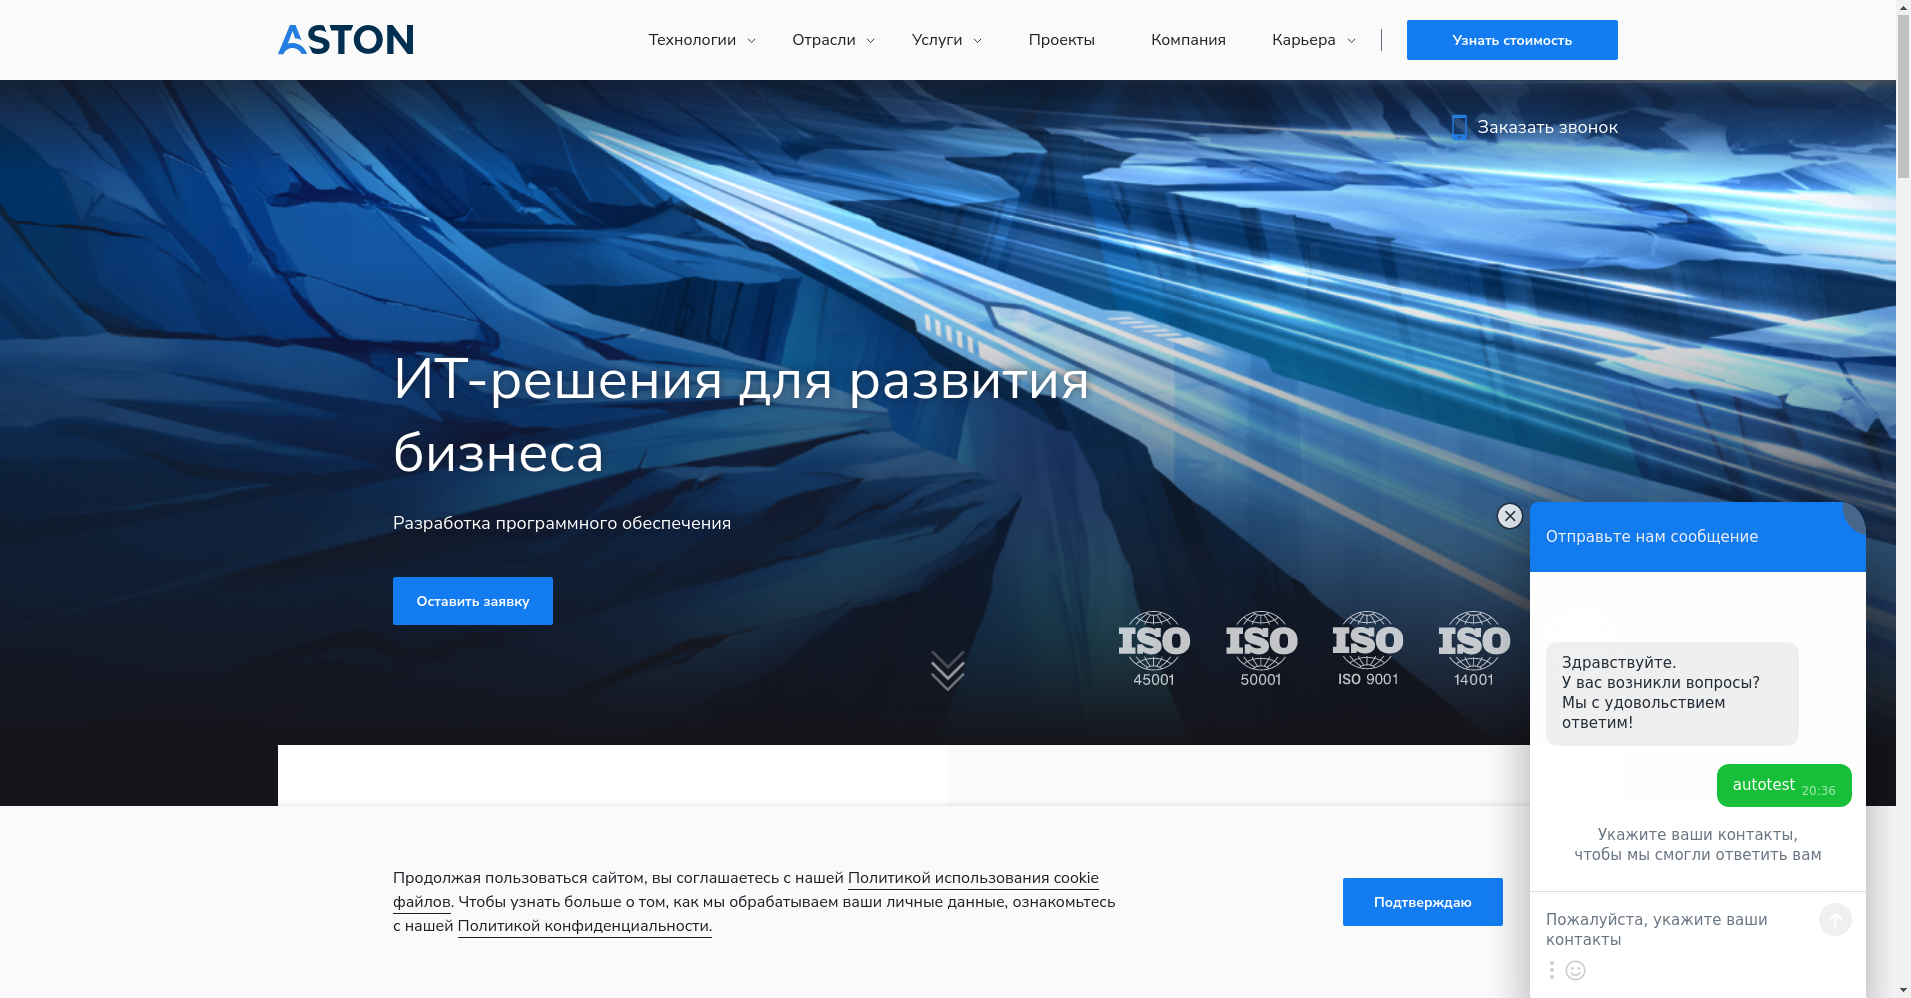 ASTON
Технологии
Отрасли
Услуги
Проекты
Компания
Карьера
Узнать стоимость
Заказать звонок
ИТ-решения для развития
бизнеса
Разработка программного обеспечения
Оставить заявку
ISO
45001
ISO
50001
ISO
ISO 9001
ISO
14001
Отправьте нам сообщение
Здравствуйте.
У вас возникли вопросы?
Мы с удовольствием
ответим!
autotest 20:36
Укажите ваши контакты,
чтобы мы смогли ответить вам
Пожалуйста, укажите ваши
контакты
Продолжая пользоваться сайтом, вы соглашаетесь с нашей Политикой использования cookie
файлов. Чтобы узнать больше о том, как мы обрабатываем ваши личные данные, ознакомьтесь
с нашей Политикой конфиденциальности.
Подтверждаю